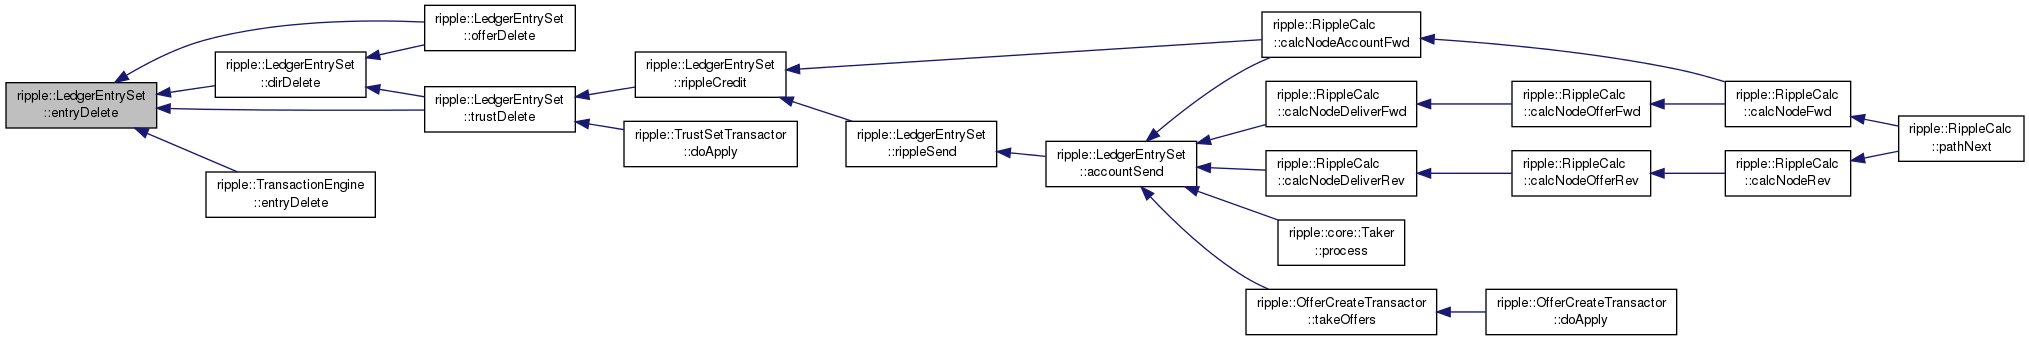 ripple::LedgerEntrySet
::entryDelete
ripple::LedgerEntrySet
::offerDelete
ripple::LedgerEntrySet
::dirDelete
ripple::LedgerEntrySet
::trustDelete
ripple::TransactionEngine
::entryDelete
ripple::LedgerEntrySet
::rippleCredit
ripple::TrustSetTransactor
::doApply
ripple::LedgerEntrySet
::rippleSend
ripple::LedgerEntrySet
::accountSend
ripple::RippleCalc
::calcNodeAccountFwd
ripple::RippleCalc
::calcNodeDeliverFwd
ripple::RippleCalc
::calcNodeDeliverRev
ripple::core::Taker
::process
ripple::OfferCreateTransactor
::takeOffers
ripple::RippleCalc
::calcNodeOfferFwd
ripple::RippleCalc
::calcNodeOfferRev
ripple::OfferCreateTransactor
::doApply
ripple::RippleCalc
::calcNodeFwd
ripple::RippleCalc
::calcNodeRev
ripple::RippleCalc
::pathNext